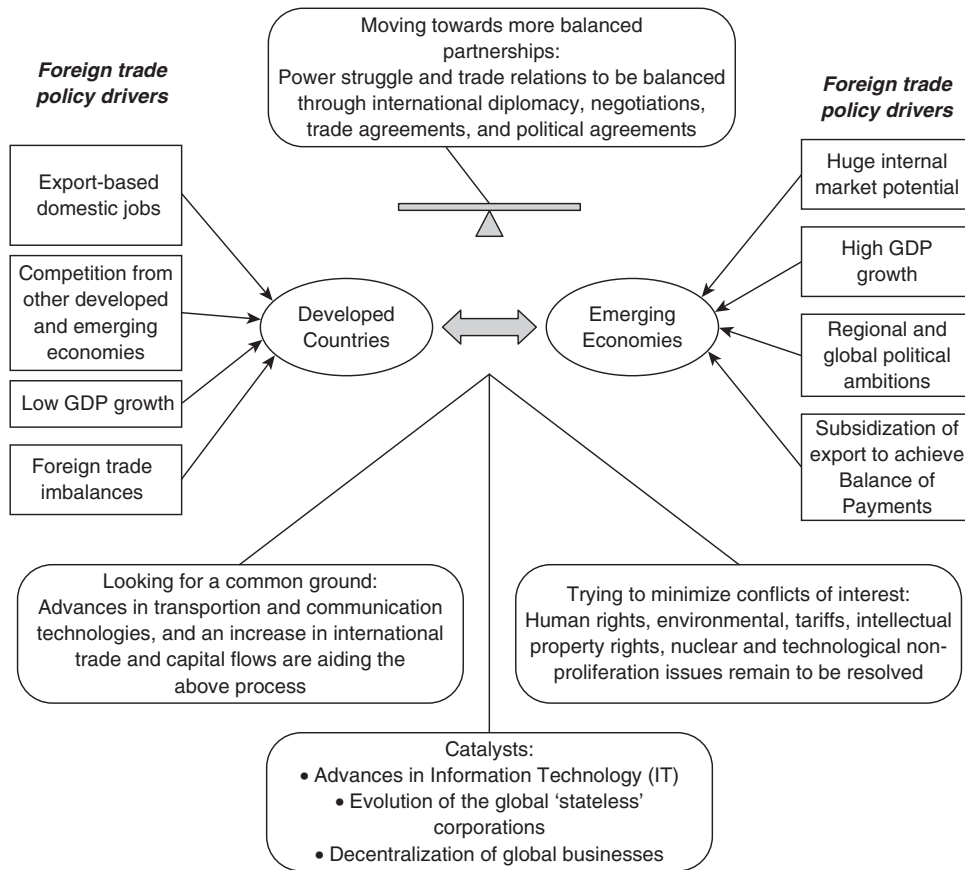 Moving towards more balanced
partnerships:
Power struggle and trade relations to be balanced
through international diplomacy, negotiations,
trade agreements, and political agreements
Foreign trade
policy drivers
Export-based
domestic jobs
Competition from
other developed
and emerging
economies
Low GDP growth
Foreign trade
imbalances
Developed
Countries
Emerging
Economies
Foreign trade
policy drivers
Huge internal
market potential
High GDP
growth
Regional and
global political
ambitions
Subsidization of
export to achieve
Balance of
Payments
Looking for a common ground:
Advances in transportion and communication
technologies, and an increase in international
trade and capital flows are aiding the
above process
Trying to minimize conflicts of interest:
Human rights, environmental, tariffs, intellectual
property rights, nuclear and technological non-
proliferation issues remain to be resolved
Catalysts:
• Advances in Information Technology (IT)
• Evolution of the global ‘stateless’
corporations
• Decentralization of global businesses